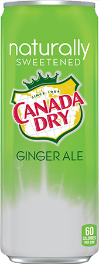 naturally
SWEETENED
SINCE 1904
CANADA
DRY
GINGER ALE
60
CALORIES